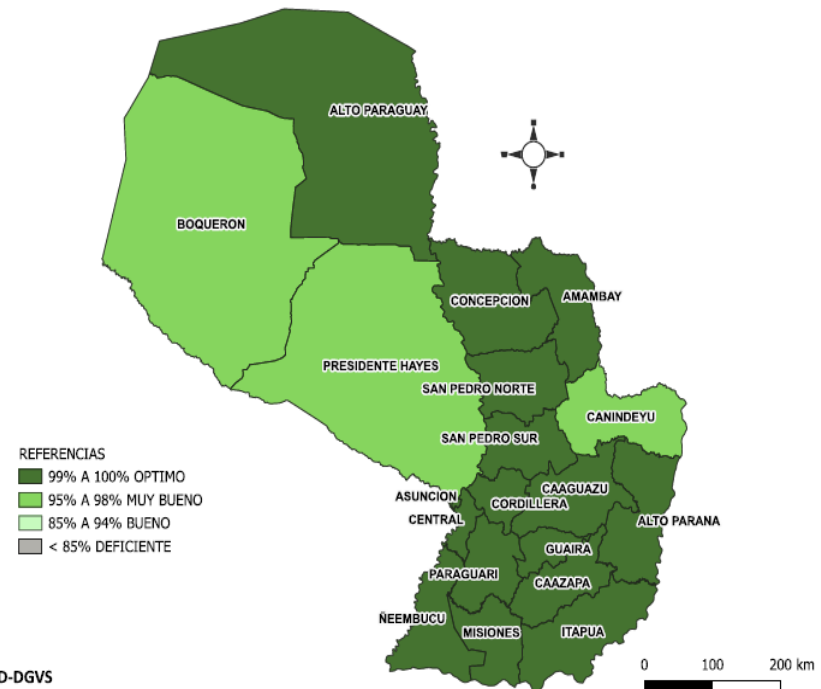 ALTO PARAGUAY
BOQUERON
CONCEPCION
AMAMBAY
PRESIDENTE HAYES
SAN PEDRO NORTE
CANINDEYU
SAN PEDRO SUR
REFERENCIAS
99% A 100% OPTIMO
95% A 98% MUY BUENO
85% A 94% BUENO
< 85% DEFICIENTE
ASUNCION
CAAGUAZU
CORDILLERA
CENTRAL
ALTO PARANA
GUAIRA
PARAGUARI
CAAZAPA
ÑEEMBUCU
MISIONES
ITAPUA
D-DGVS
0 100 200 km